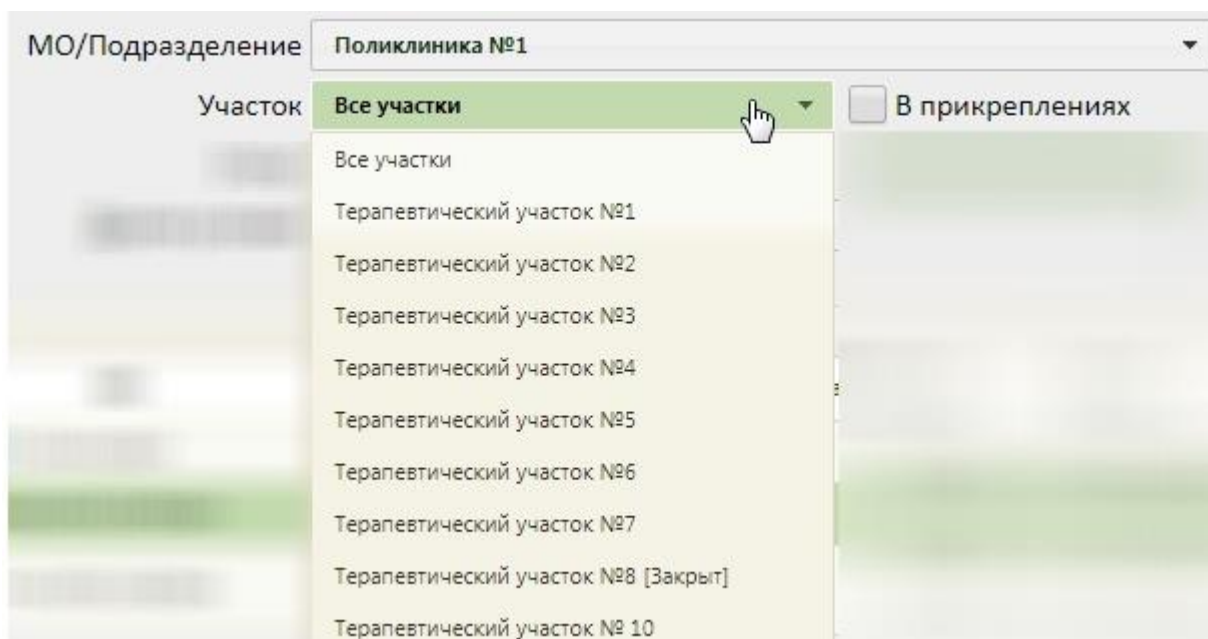 МО/Подразделение Поликлиника №1
Участок Все участки В прикреплениях
Все участки
Терапевтический участок №1
Терапевтический участок №2
Терапевтический участок №3
Терапевтический участок №4
Терапевтический участок №5
Терапевтический участок №6
Терапевтический участок №7
Терапевтический участок №8 [Закрыт]
Терапевтический участок № 10